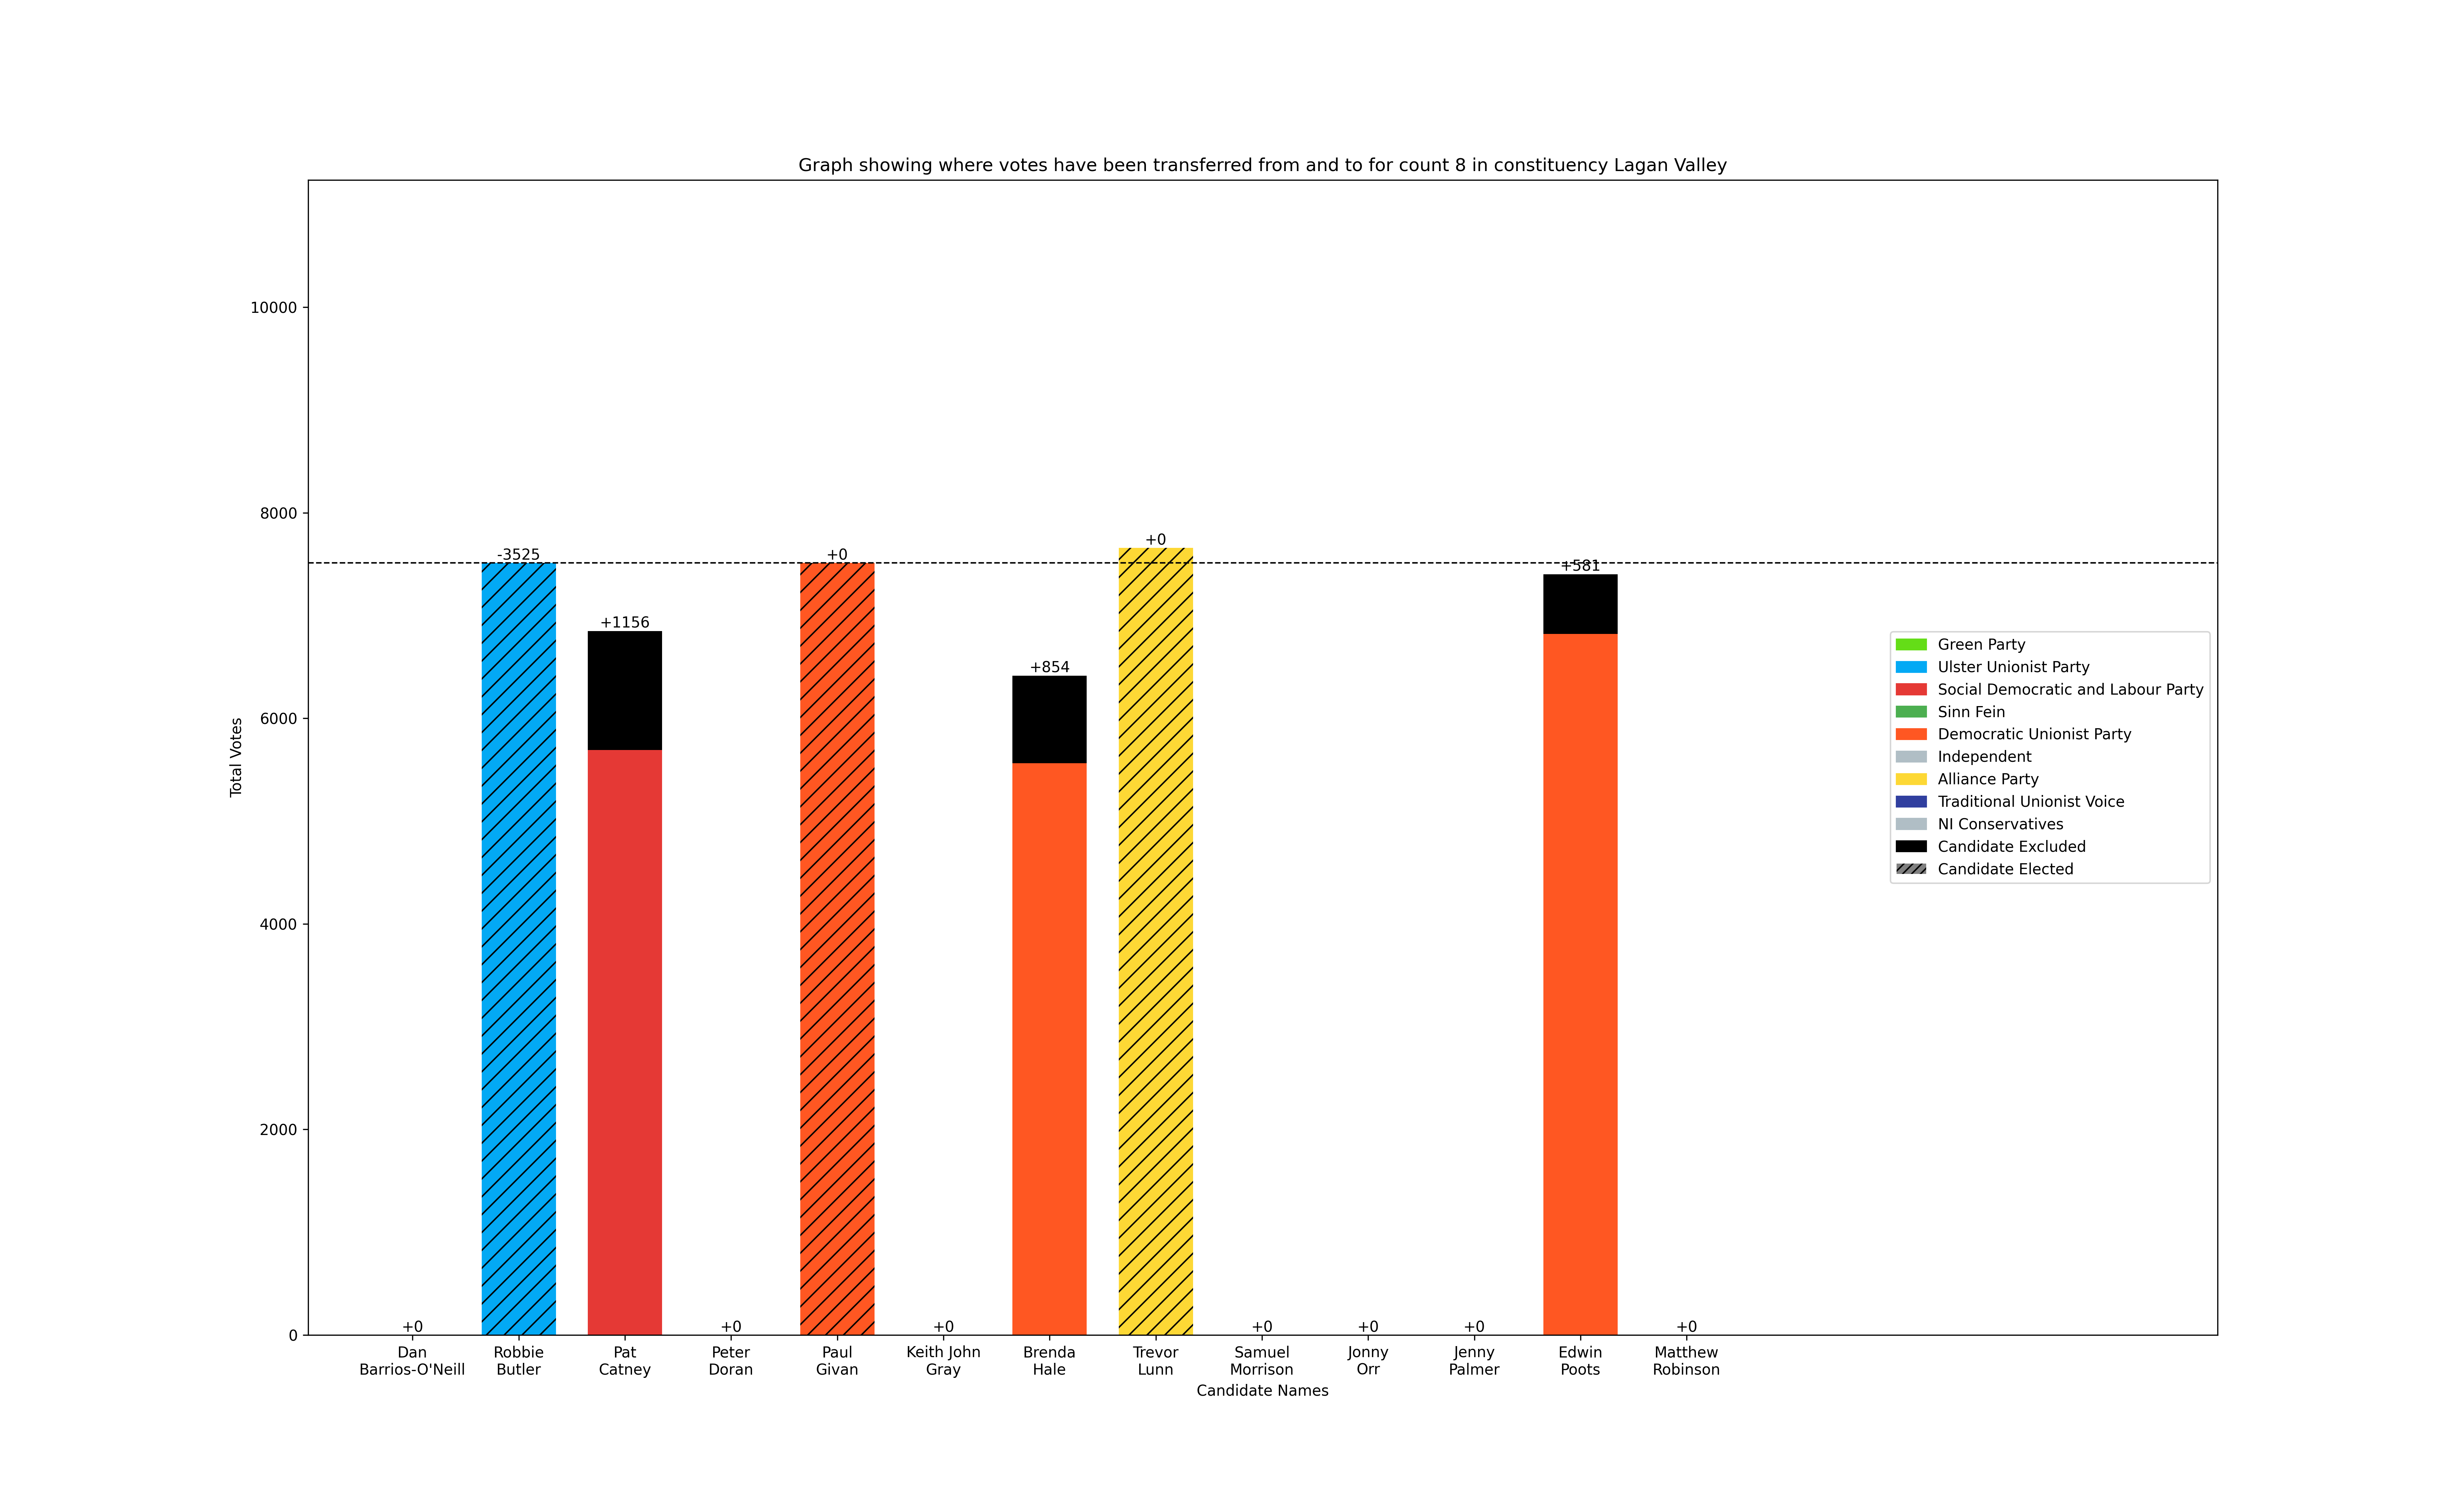 Graph showing where votes have been transferred from and to for count 8 in constituency Lagan Valley
Total Votes
10000
8000
6000
4000
2000
0
+0
-3525
+1156
+0
+0
+0
+854
+0
+0
+0
+0
+581
+0
Dan
Barrios-O'Neill
Robbie
Butler
Pat
Catney
Peter
Doran
Paul
Givan
Keith John
Gray
Brenda
Hale
Trevor
Lunn
Samuel
Morrison
Jonny
Orr
Jenny
Palmer
Edwin
Poots
Matthew
Robinson
Candidate Names
Green Party
Ulster Unionist Party
Social Democratic and Labour Party
Sinn Fein
Democratic Unionist Party
Independent
Alliance Party
Traditional Unionist Voice
NI Conservatives
Candidate Excluded
Candidate Elected